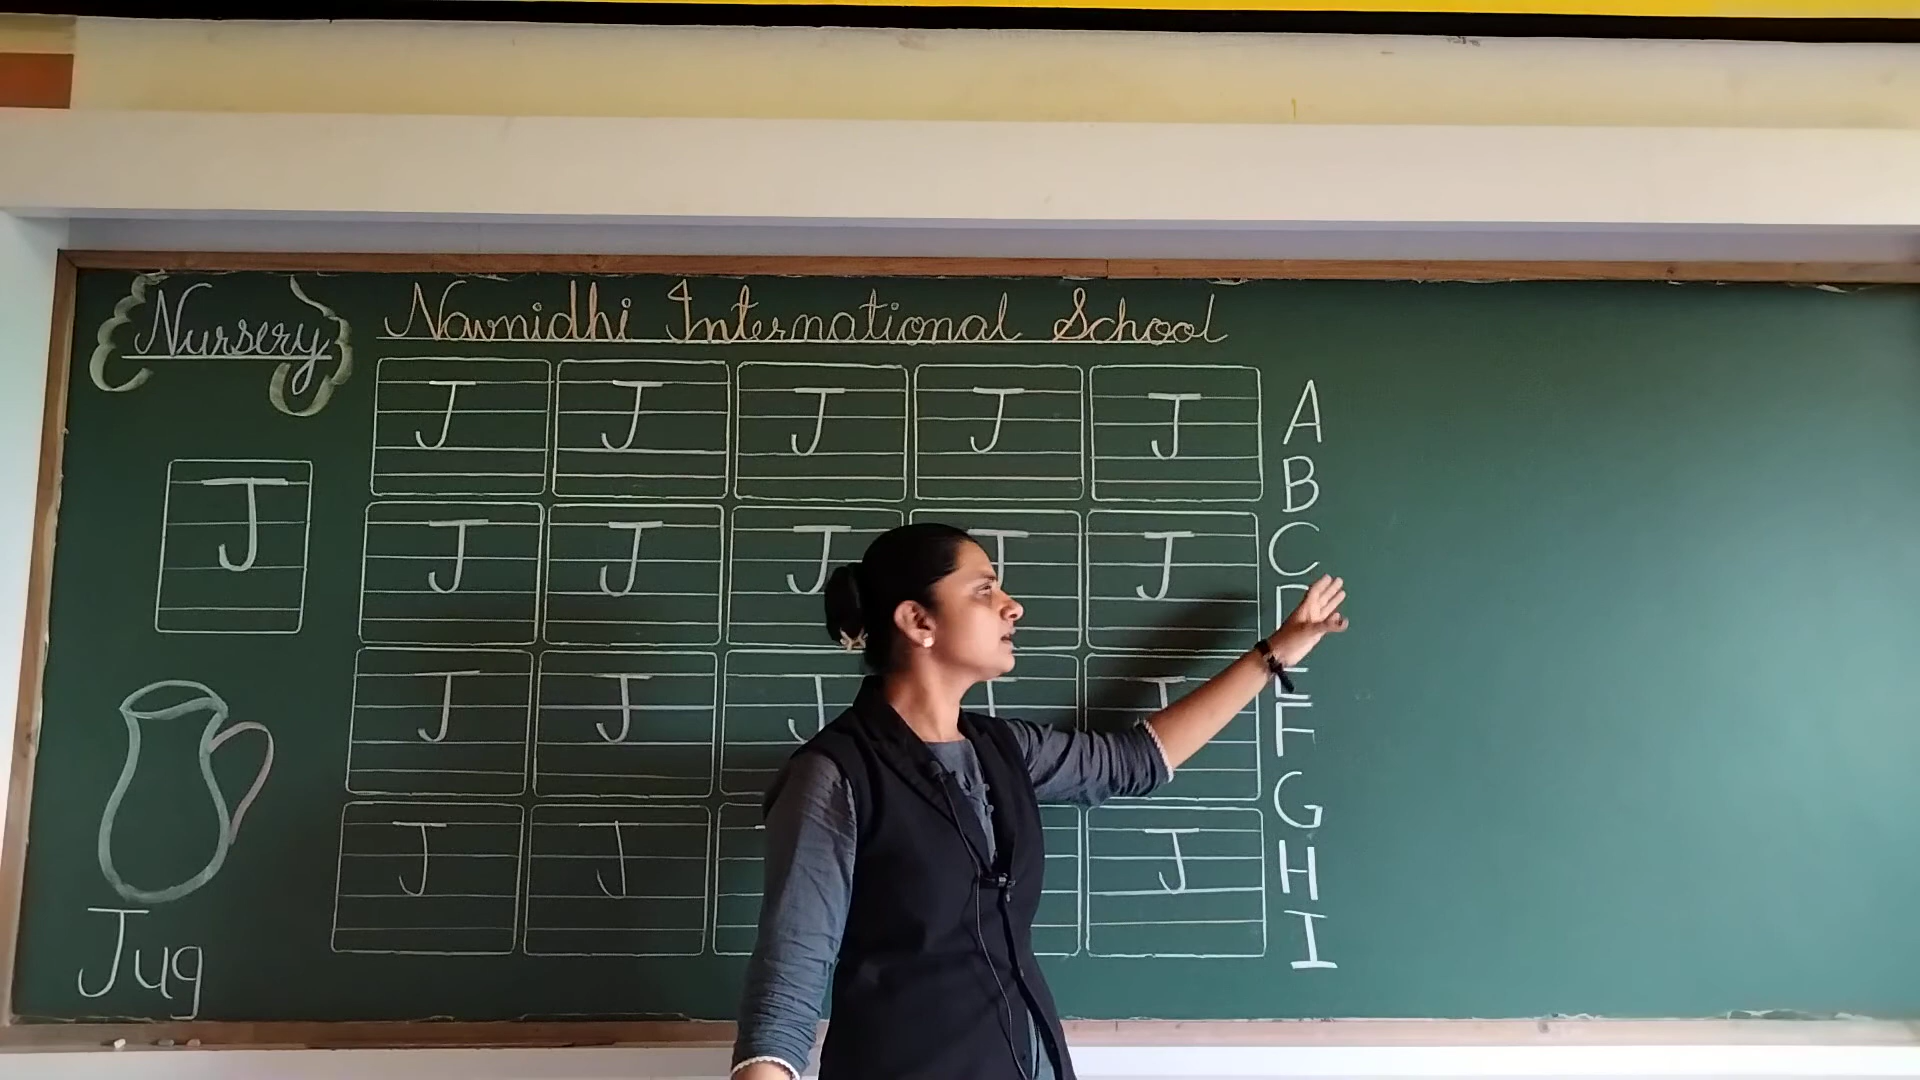 Nursery
Navnidhi International School
J J J J J
J
J J J J J
J J J J J
J J J
Jug
A
B
C
D
E
F
G
H
I